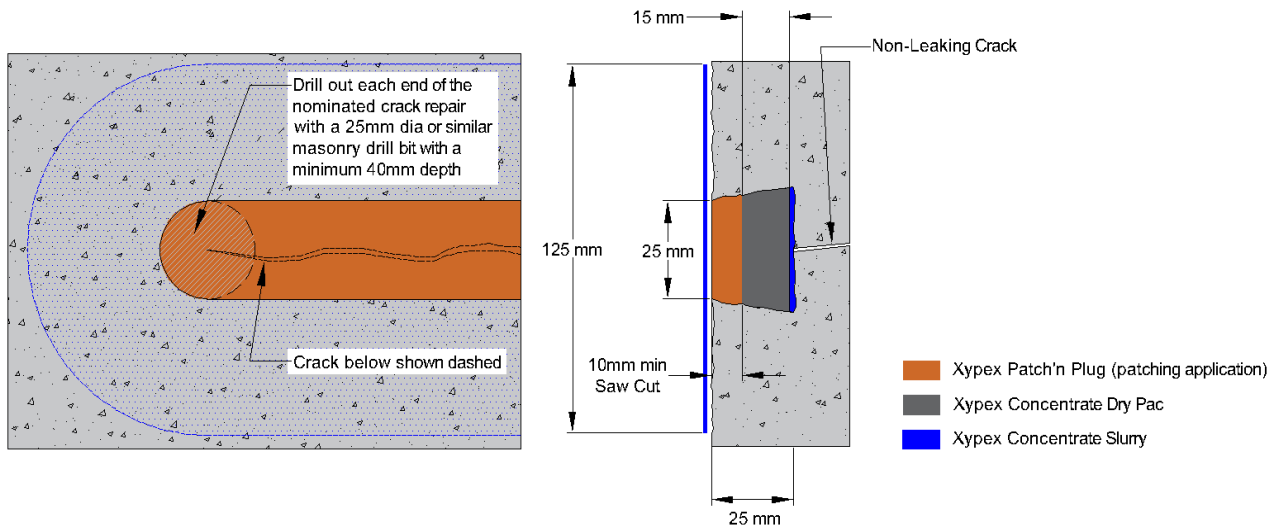 Drill out each end of the
nominated crack repair
with a 25mm dia or similar
masonry drill bit with a
minimum 40mm depth
Crack below shown dashed
15 mm
Non-Leaking Crack
125 mm
25 mm
10mm min
Saw Cut
25 mm
Xypex Patch'n Plug (patching application)
Xypex Concentrate Dry Pac
Xypex Concentrate Slurry